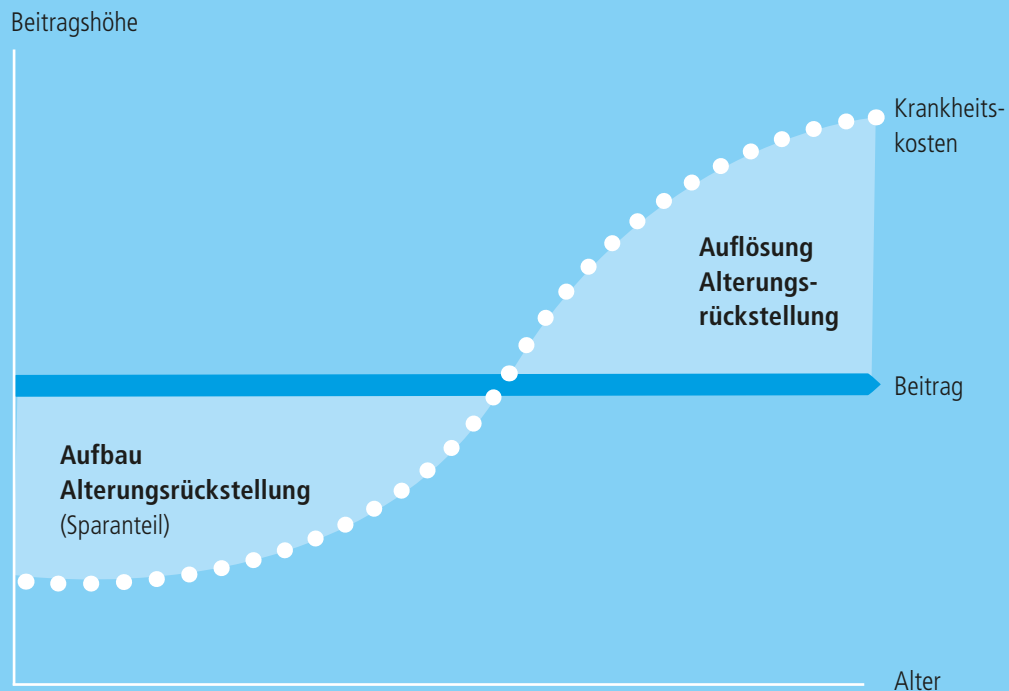 Beitragshöhe
Krankheits-
kosten
Auflösung
Alterungs-
rückstellung
Beitrag
Aufbau
Alterungsrückstellung
(Sparanteil)
Alter